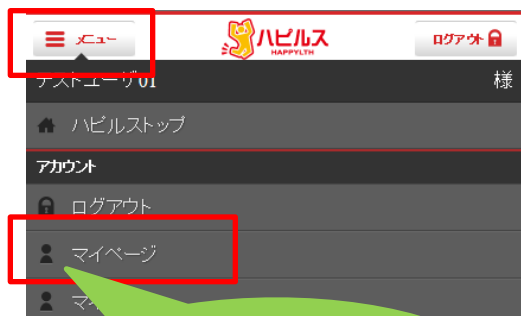 メニュー ハピルス ログアウト
HAPPYLTH
テストユーザ01 様
ハピルストップ
アカウント
ログアウト
マイページ
マイ